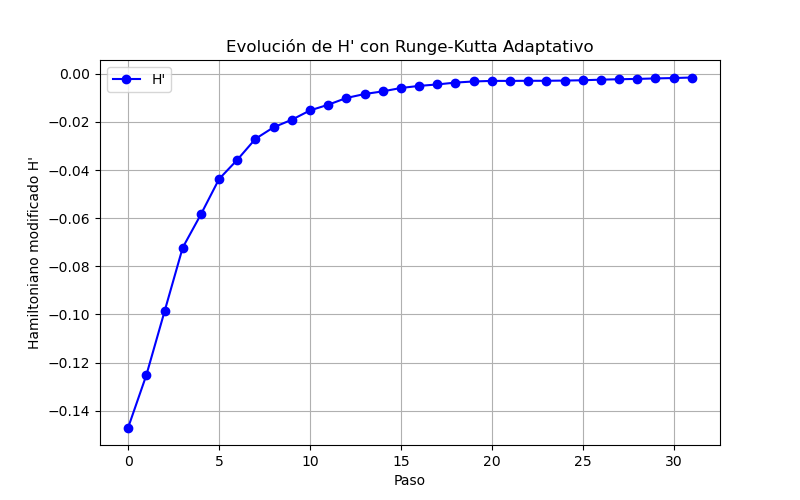 Evolución de H' con Runge-Kutta Adaptativo
H'
Hamiltoniano modificado H'
0.00
−0.02
−0.04
−0.06
−0.08
−0.10
−0.12
−0.14
0 5 10 15 20 25 30
Paso